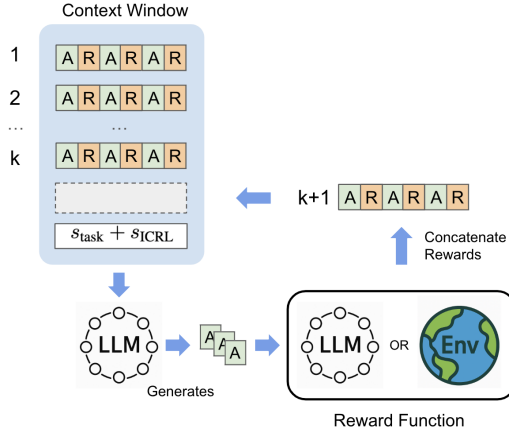 Context Window
1
A R A R A R
2
A R A R A R
...
...
k
A R A R A R
k+1
A R A R A R
s_task + s_ICRL
Concatenate
Rewards
LLM
A
A
A
LLM
OR
Env
Generates
Reward Function